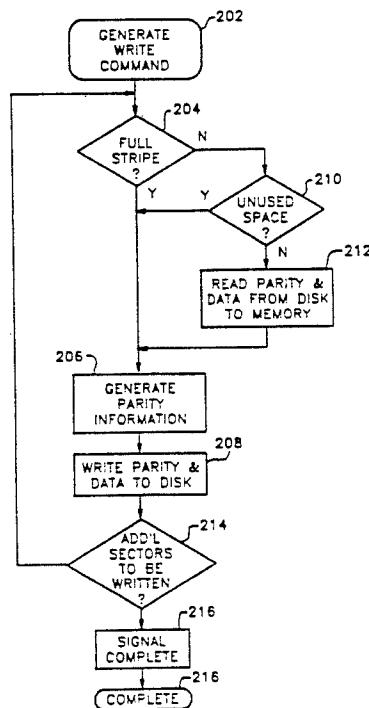 GENERATE
WRITE
COMMAND
202
204
FULL
STRIPE
?
N
Y
210
UNUSED
SPACE
?
Y
N
212
READ PARITY &
DATA FROM DISK
TO MEMORY
206
GENERATE
PARITY
INFORMATION
208
WRITE PARITY &
DATA TO DISK
214
ADD'L
SECTORS
TO BE
WRITTEN
?
216
SIGNAL
COMPLETE
216
COMPLETE